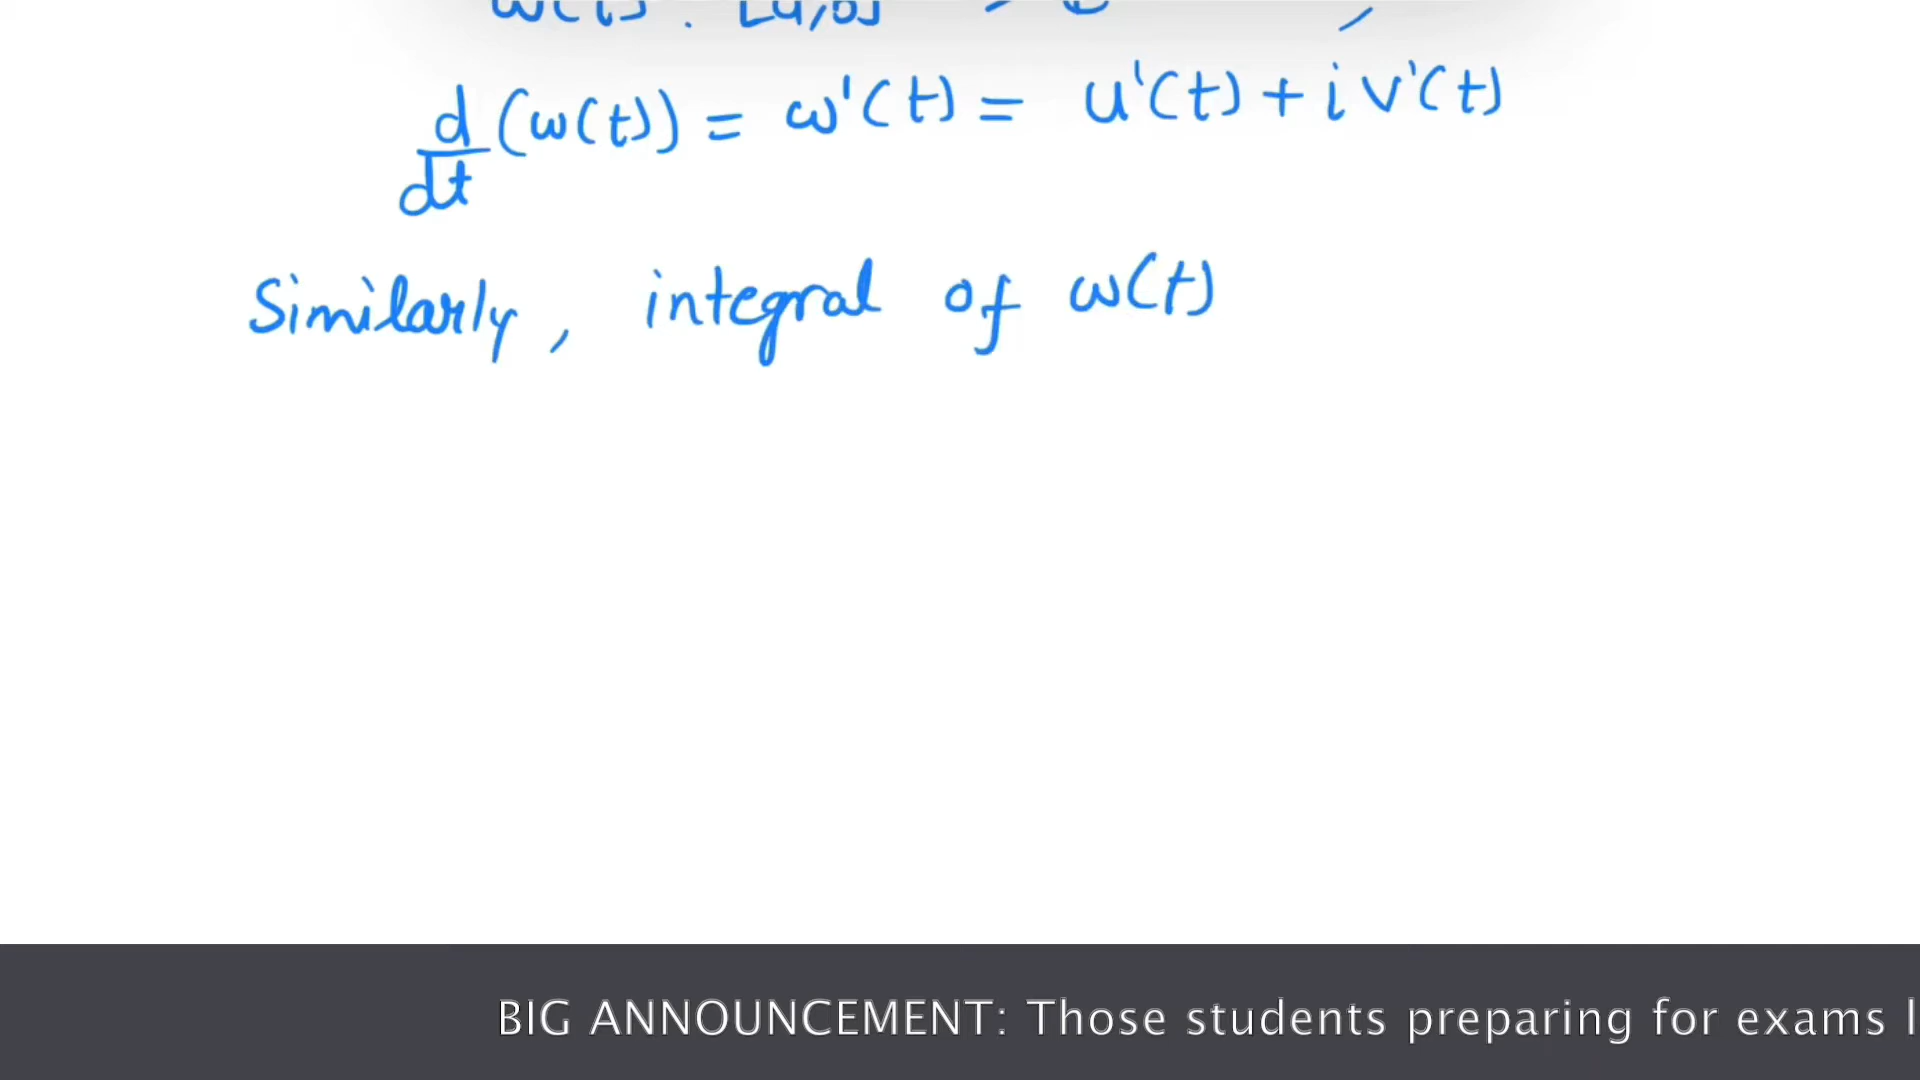 w(t) : [a,b]
d/dt (ω(t)) = ω'(t) = u'(t) + i v'(t)
Similarly, integral of ω(t)
BIG ANNOUNCEMENT: Those students preparing for exams